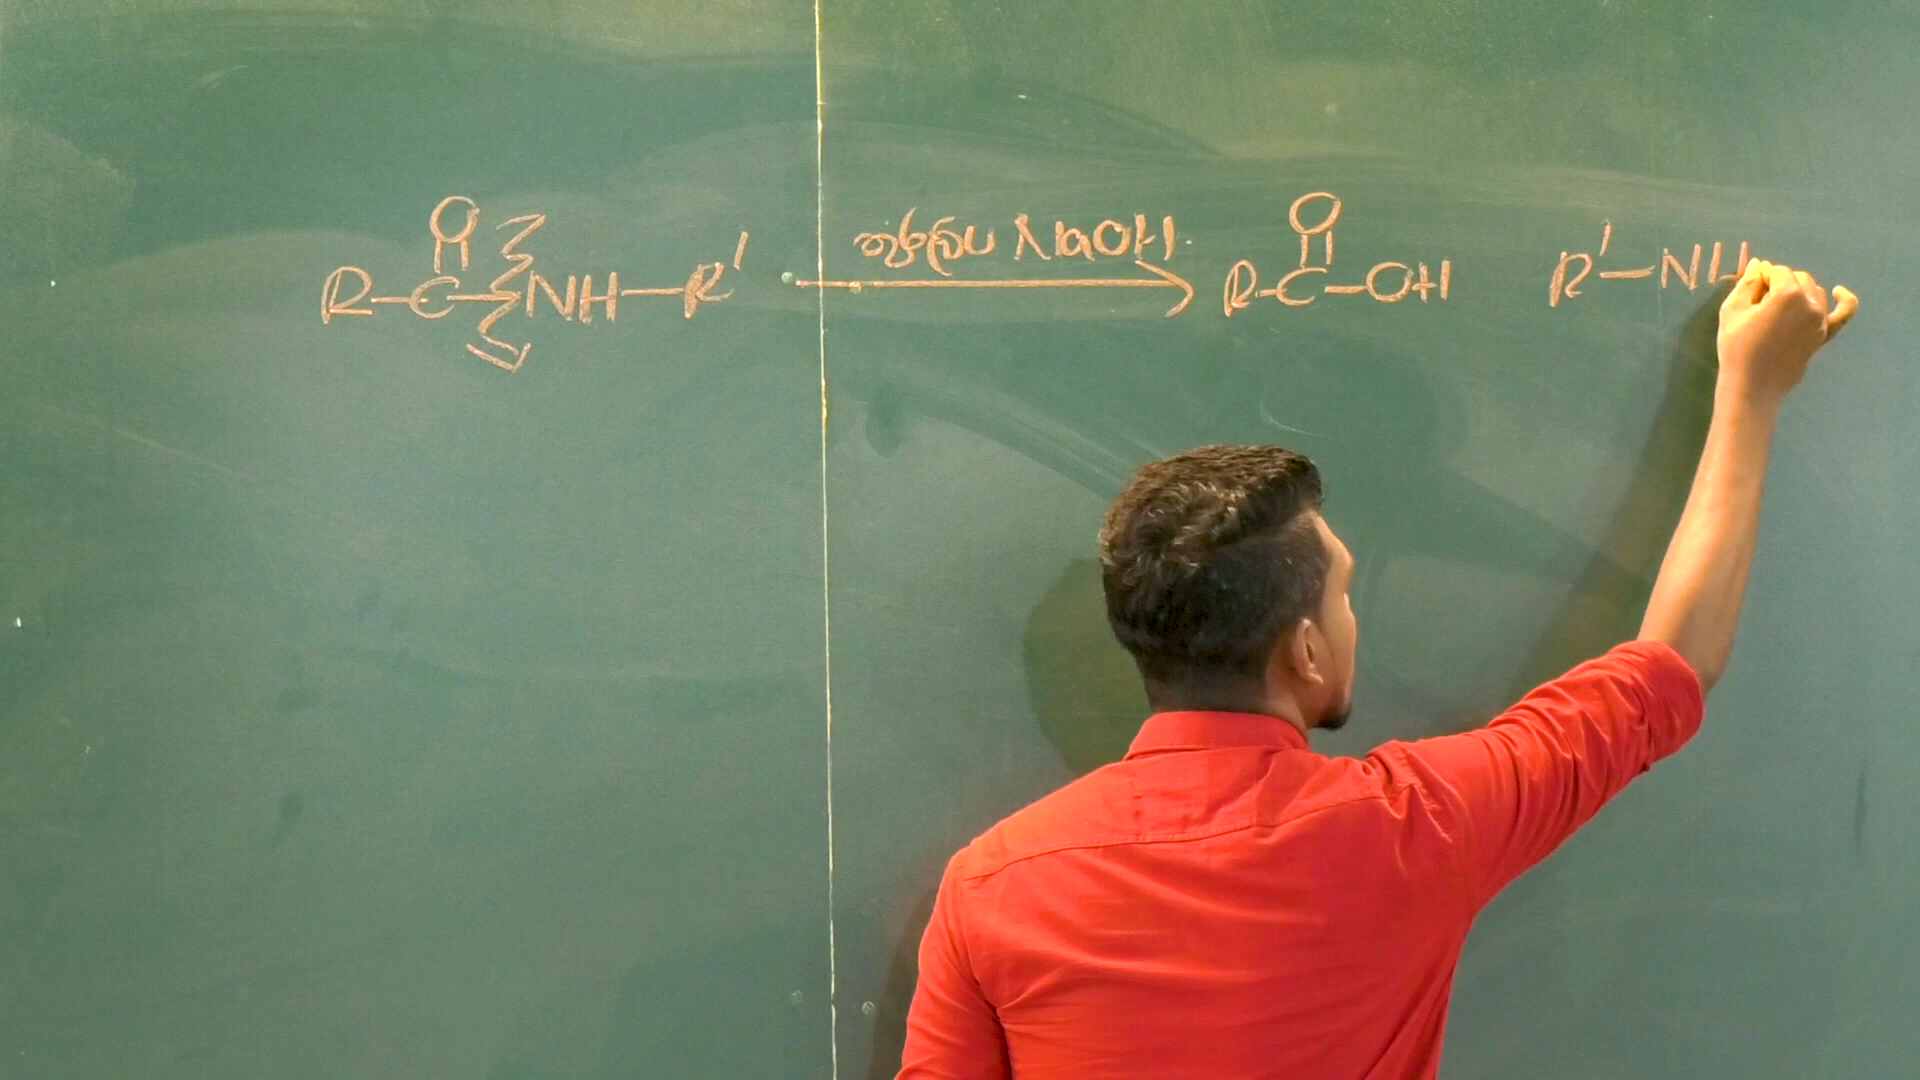 O O
R-C-NH-R' තනුක NaOH. R-C-OH R'-NH